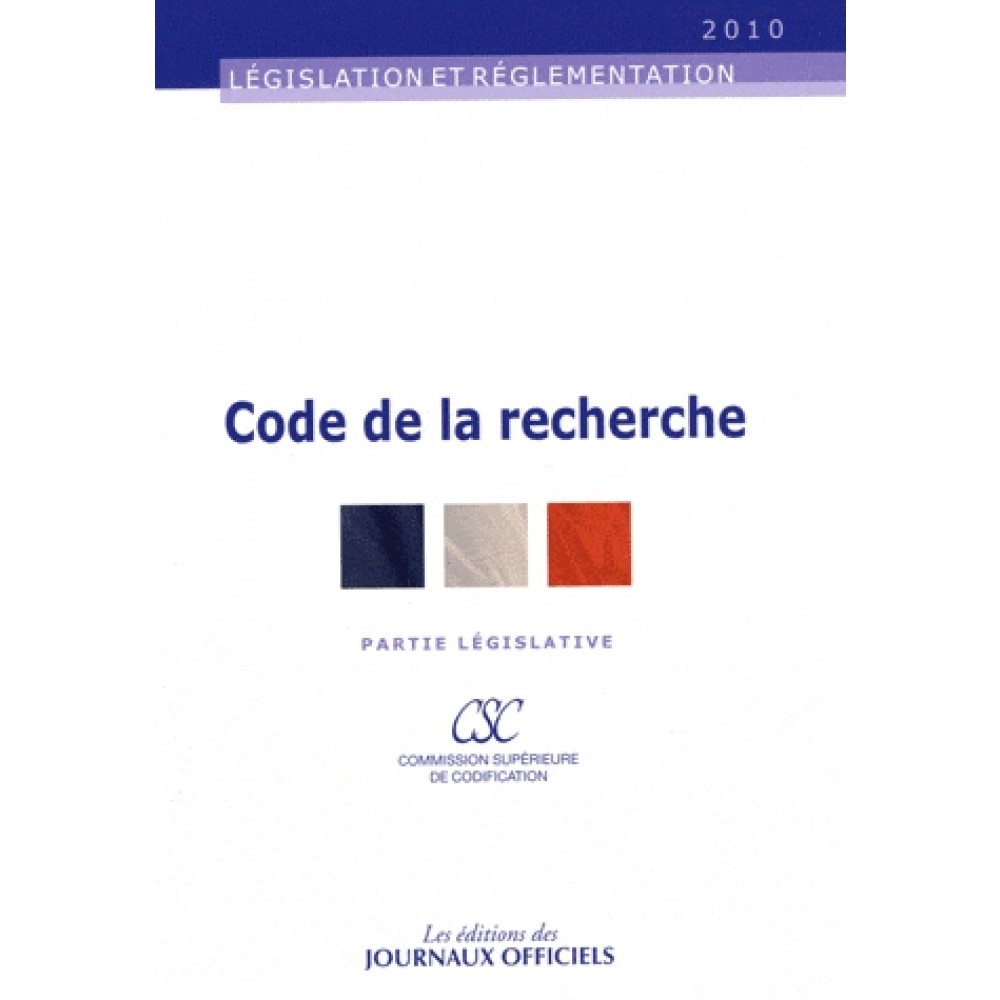 2010
LÉGISLATION ET RÉGLEMENTATION
Code de la recherche
PARTIE LÉGISLATIVE
CSC
COMMISSION SUPÉRIEURE
DE CODIFICATION
Les éditions des
JOURNAUX OFFICIELS